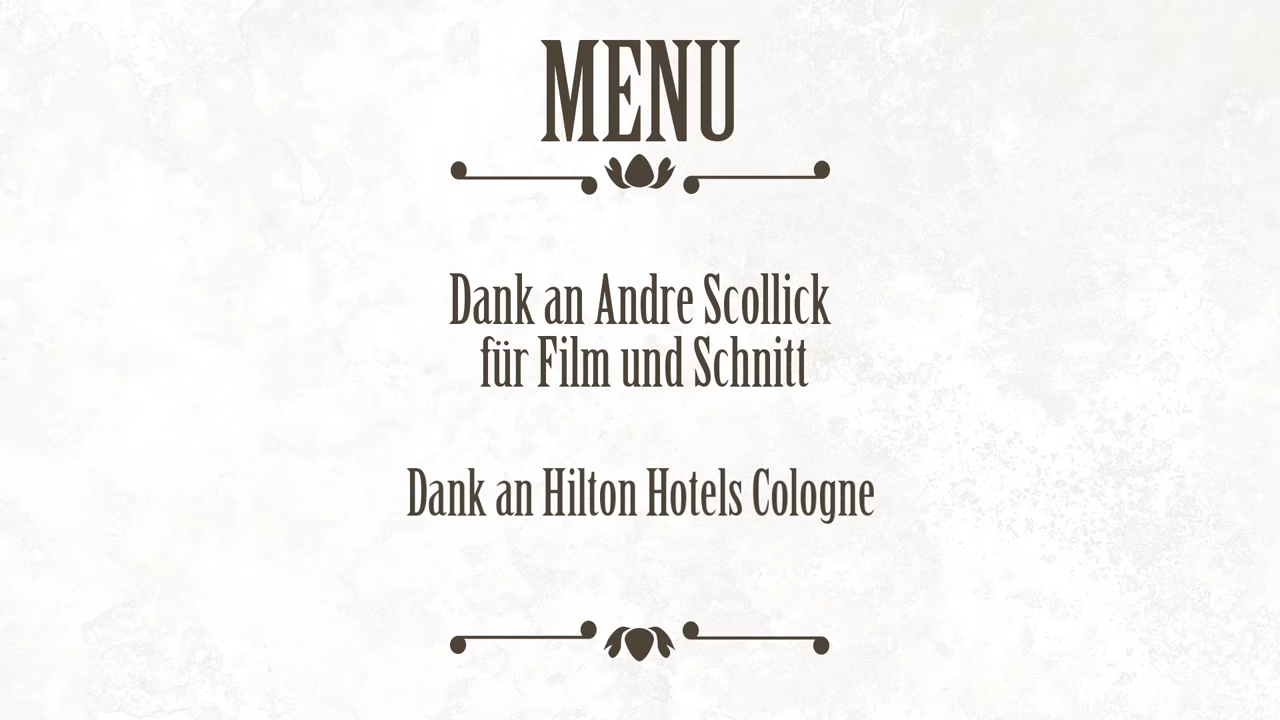 MENU
Dank an Andre Scollick
für Film und Schnitt
Dank an Hilton Hotels Cologne